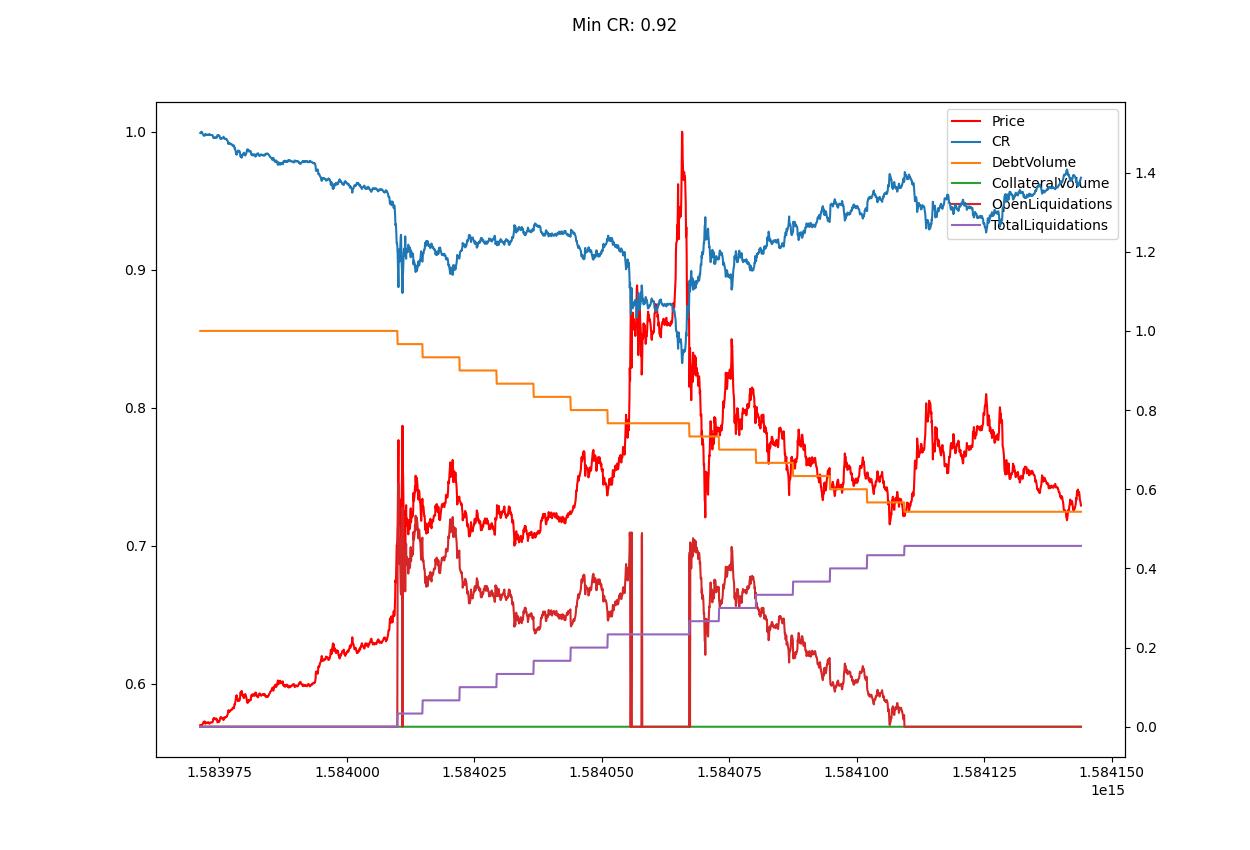 Min CR: 0.92
1.0
0.9
0.8
0.7
0.6
1.4
1.2
1.0
0.8
0.6
0.4
0.2
0.0
Price
CR
DebtVolume
CollateralVolume
OpenLiquidations
TotalLiquidations
1.583975 1.584000 1.584025 1.584050 1.584075 1.584100 1.584125 1.584150
1e15